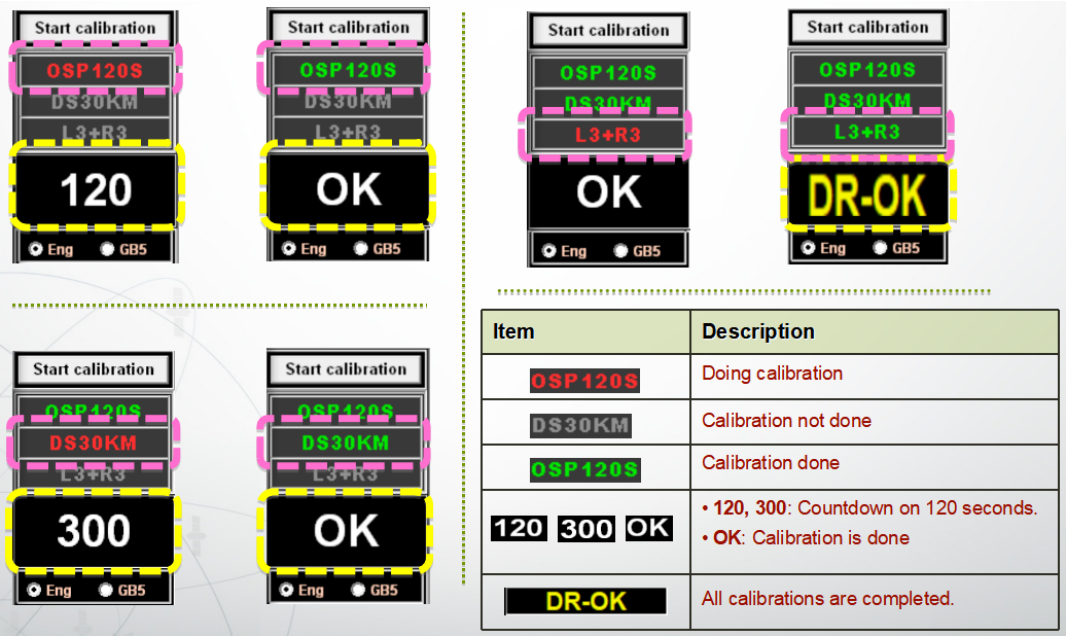 Start calibration
OSP120S
DS30KM
L3+R3
120
Eng GB5
Start calibration
OSP120S
DS30KM
L3+R3
OK
Eng GB5
Start calibration
OSP120S
DS30KM
L3+R3
300
Eng GB5
Start calibration
OSP120S
DS30KM
L3+R3
OK
Eng GB5
Start calibration
OSP120S
DS30KM
L3+R3
OK
Eng GB5
Start calibration
OSP120S
DS30KM
L3+R3
DR-OK
Eng GB5
Item Description
OSP120S Doing calibration
DS30KM Calibration not done
OSP120S Calibration done
120 300 OK • 120, 300: Countdown on 120 seconds.
• OK: Calibration is done
DR-OK All calibrations are completed.